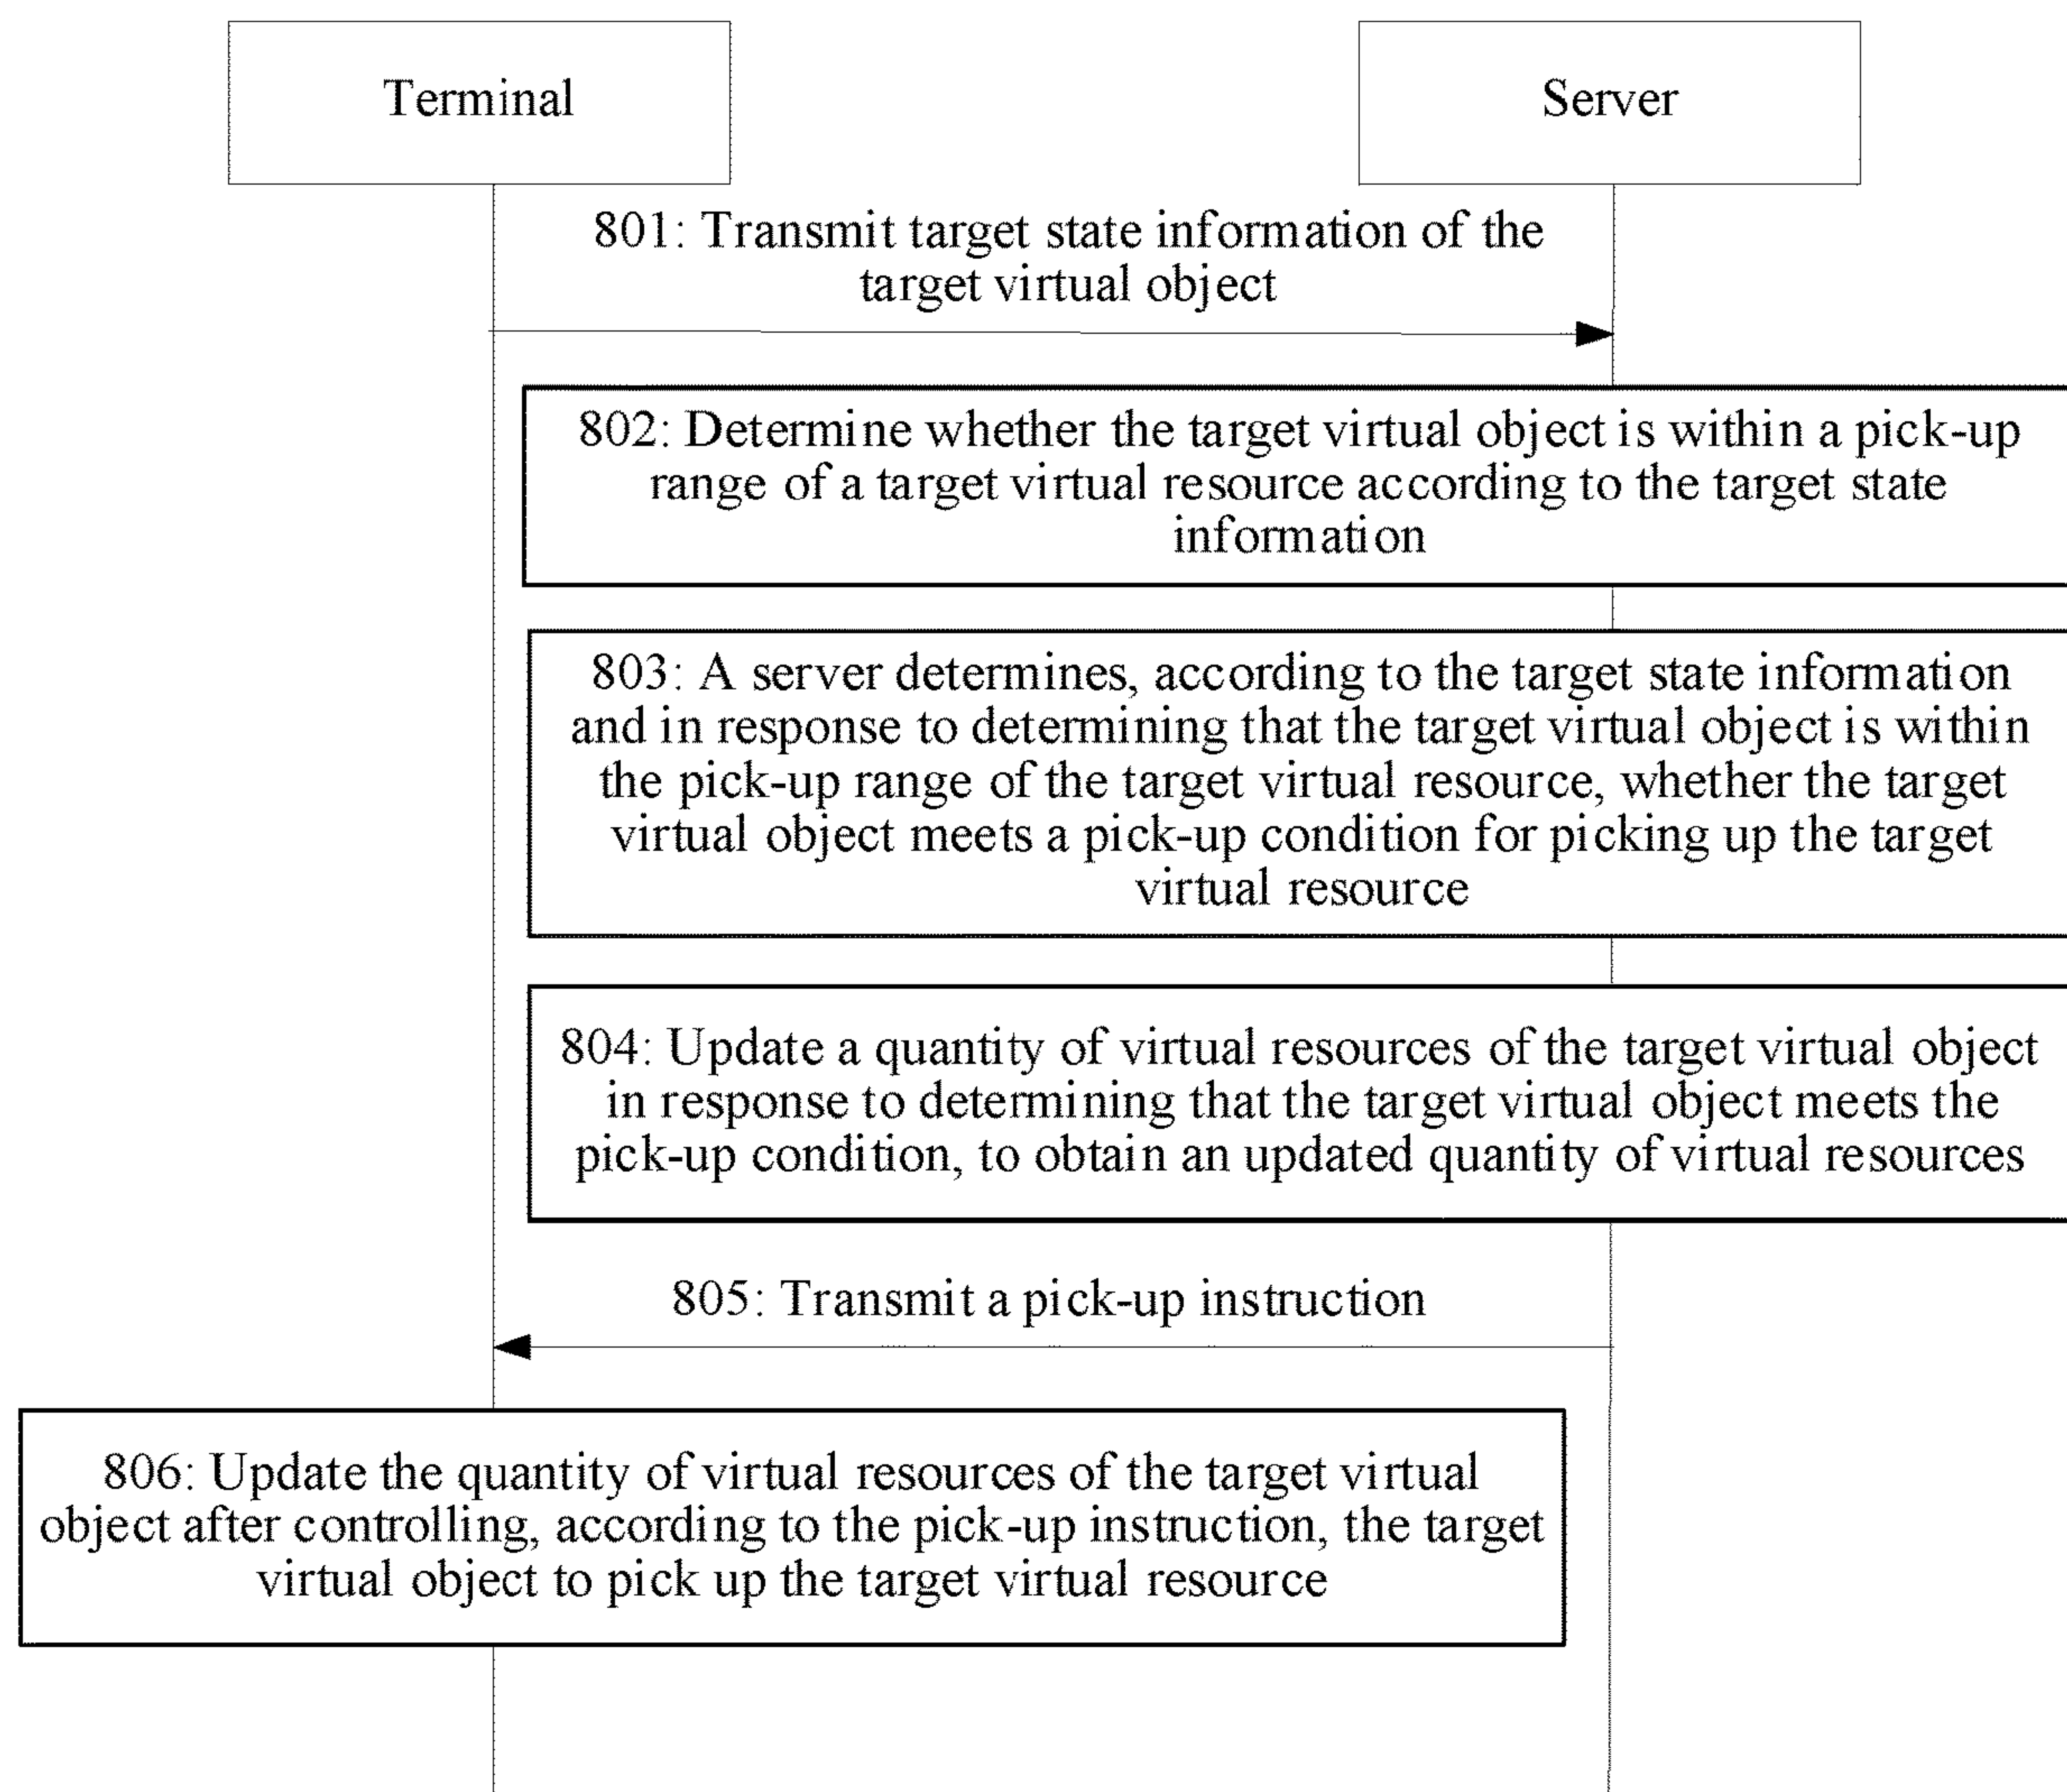 Terminal
Server
801: Transmit target state information of the
target virtual object
802: Determine whether the target virtual object is within a pick-up
range of a target virtual resource according to the target state
information
803: A server determines, according to the target state information
and in response to determining that the target virtual object is within
the pick-up range of the target virtual resource, whether the target
virtual object meets a pick-up condition for picking up the target
virtual resource
804: Update a quantity of virtual resources of the target virtual object
in response to determining that the target virtual object meets the
pick-up condition, to obtain an updated quantity of virtual resources
805: Transmit a pick-up instruction
806: Update the quantity of virtual resources of the target virtual
object after controlling, according to the pick-up instruction, the target
virtual object to pick up the target virtual resource